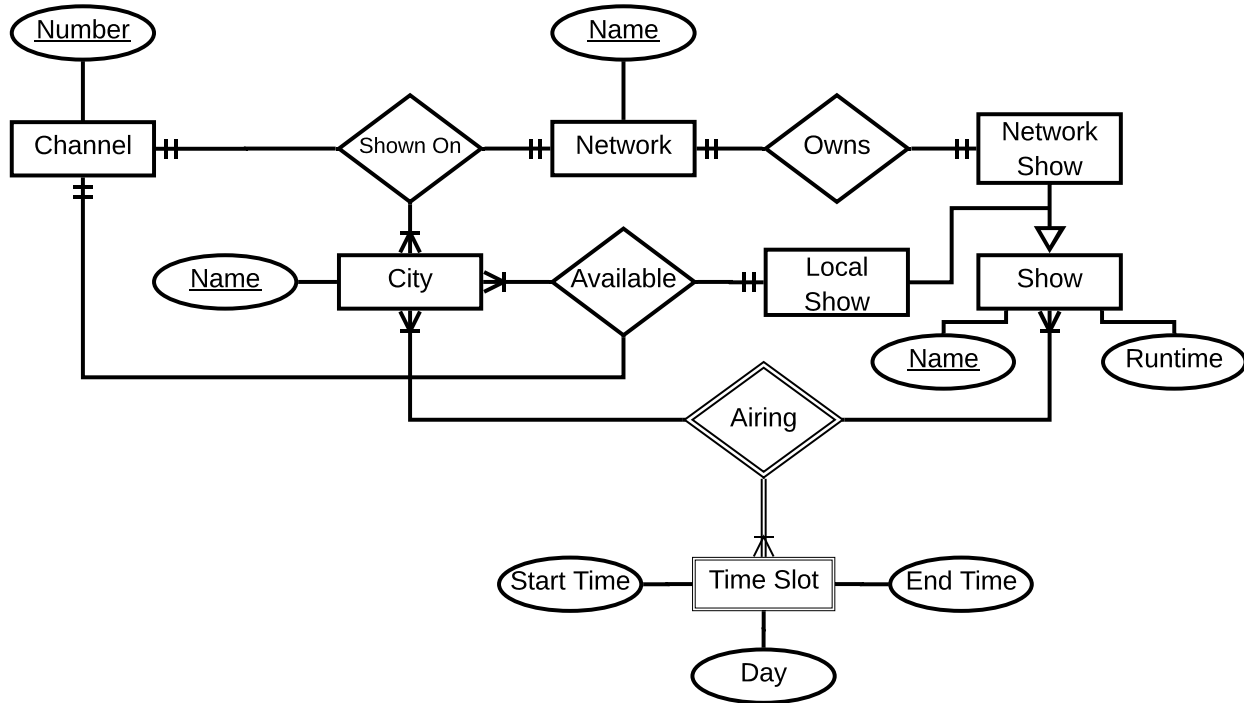 Number
Name
Channel
Shown On
Network
Owns
Network
Show
Name
City
Available
Local
Show
Show
Name
Runtime
Airing
Start Time
Time Slot
End Time
Day